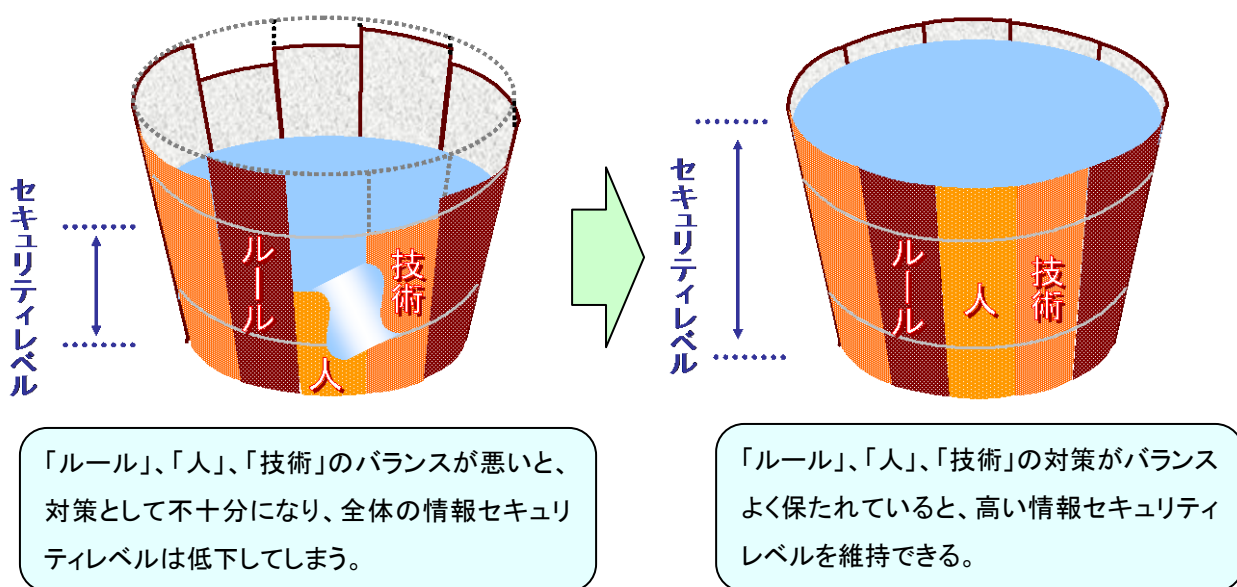 セキュリティレベル
ルール
人
技術
「ルール」、「人」、「技術」のバランスが悪いと、
対策として不十分になり、全体の情報セキュリ
ティレベルは低下してしまう。
セキュリティレベル
ルール
人
技術
「ルール」、「人」、「技術」の対策がバランス
よく保たれていると、高い情報セキュリティ
レベルを維持できる。